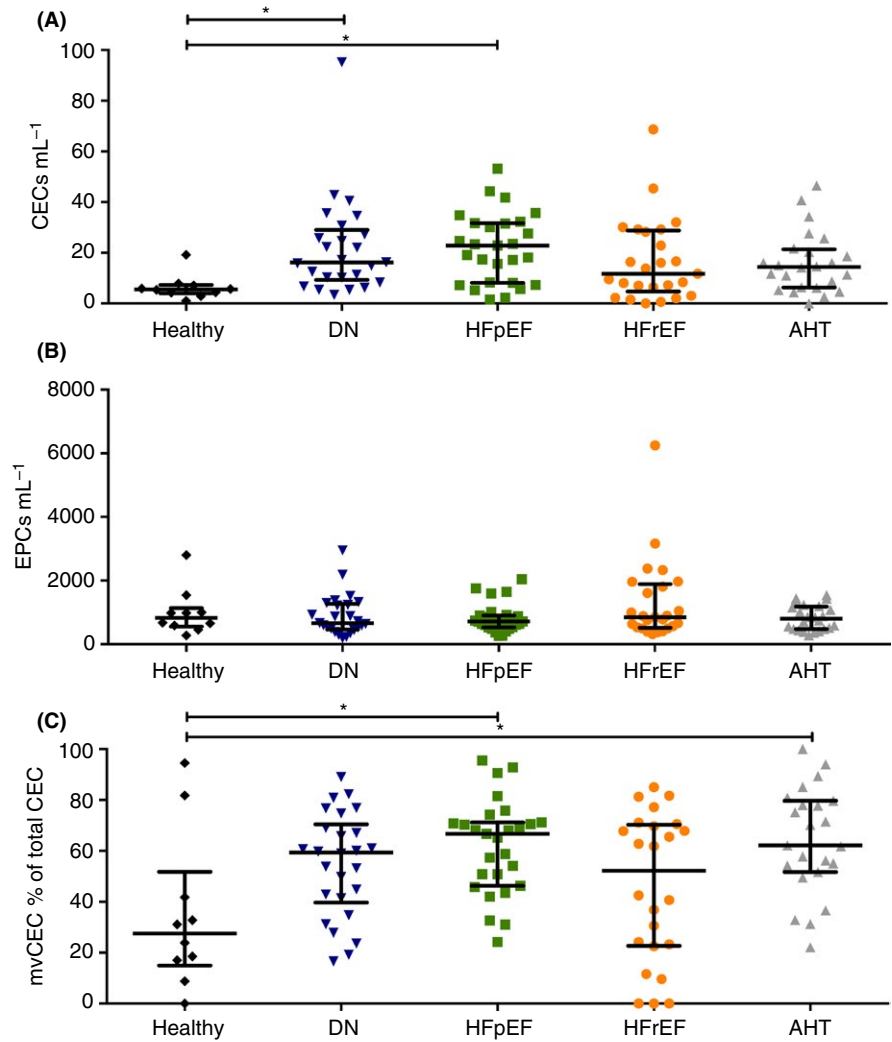 (A)
*
*
100
80
60
40
20
0
CECs mL⁻¹
Healthy DN HFpEF HFrEF AHT
(B)
8000
6000
4000
2000
0
EPCs mL⁻¹
Healthy DN HFpEF HFrEF AHT
(C)
*
*
100
80
60
40
20
0
mvCEC % of total CEC
Healthy DN HFpEF HFrEF AHT